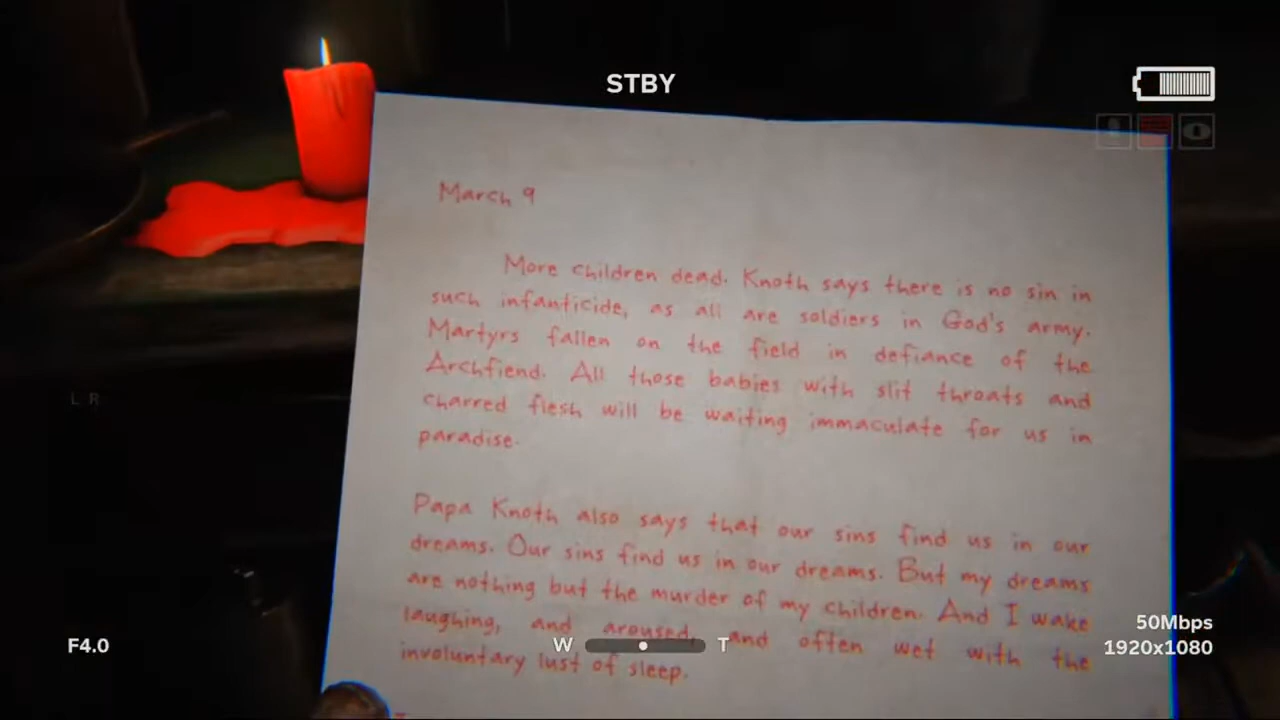 STBY
March 9
More children dead. Knoth says there is no sin in
such infanticide, as all are soldiers in God's army.
Martyrs fallen on the field in defiance of the
Archfiend. All those babies with slit throats and
charred flesh will be waiting immaculate for us in
paradise.
Papa Knoth also says that our sins find us in our
dreams. Our sins find us in our dreams. But my dreams
are nothing but the murder of my children. And I wake
laughing, and aroused, and often wet with the
involuntary lust of sleep.
L R
F4.0
W T
50Mbps
1920x1080